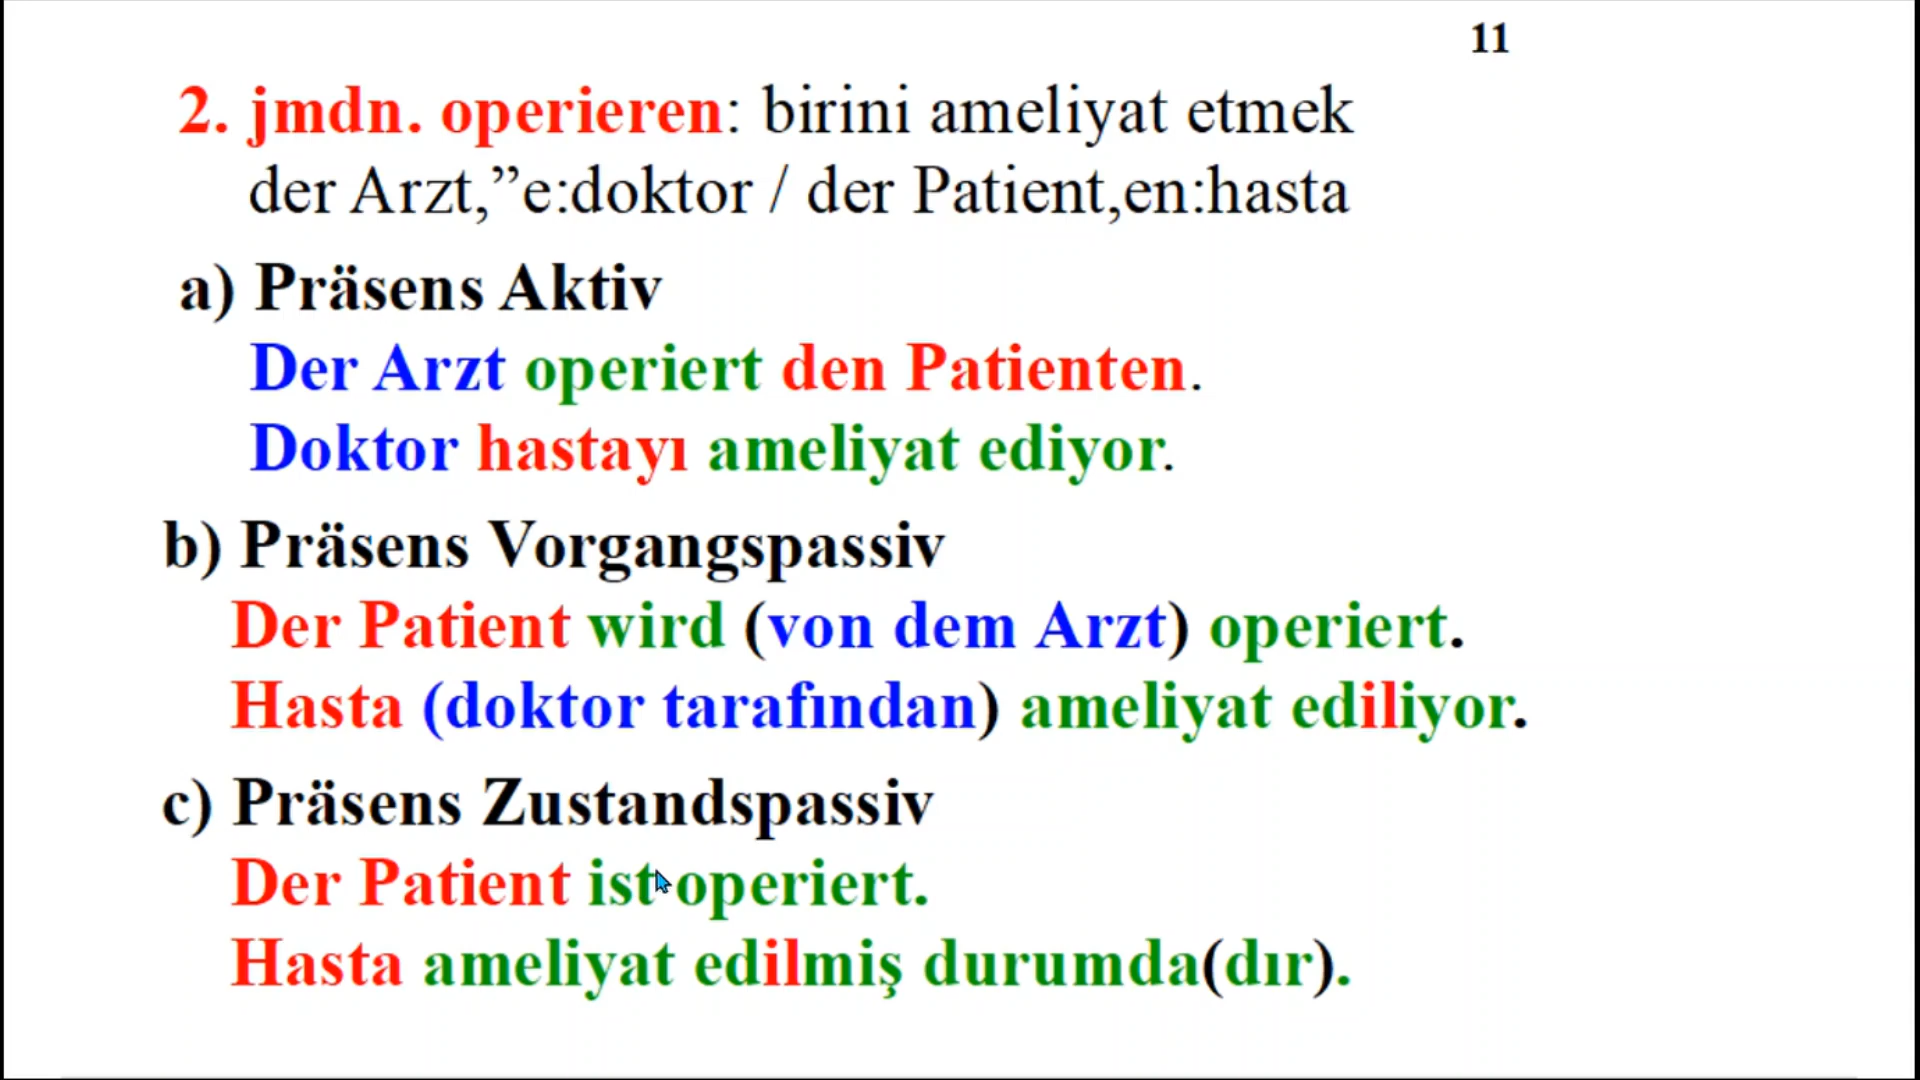 11
2. jmdn. operieren: birini ameliyat etmek
der Arzt,”e:doktor / der Patient,en:hasta
a) Präsens Aktiv
Der Arzt operiert den Patienten.
Doktor hastayı ameliyat ediyor.
b) Präsens Vorgangspassiv
Der Patient wird (von dem Arzt) operiert.
Hasta (doktor tarafından) ameliyat ediliyor.
c) Präsens Zustandspassiv
Der Patient ist operiert.
Hasta ameliyat edilmiş durumda(dır).